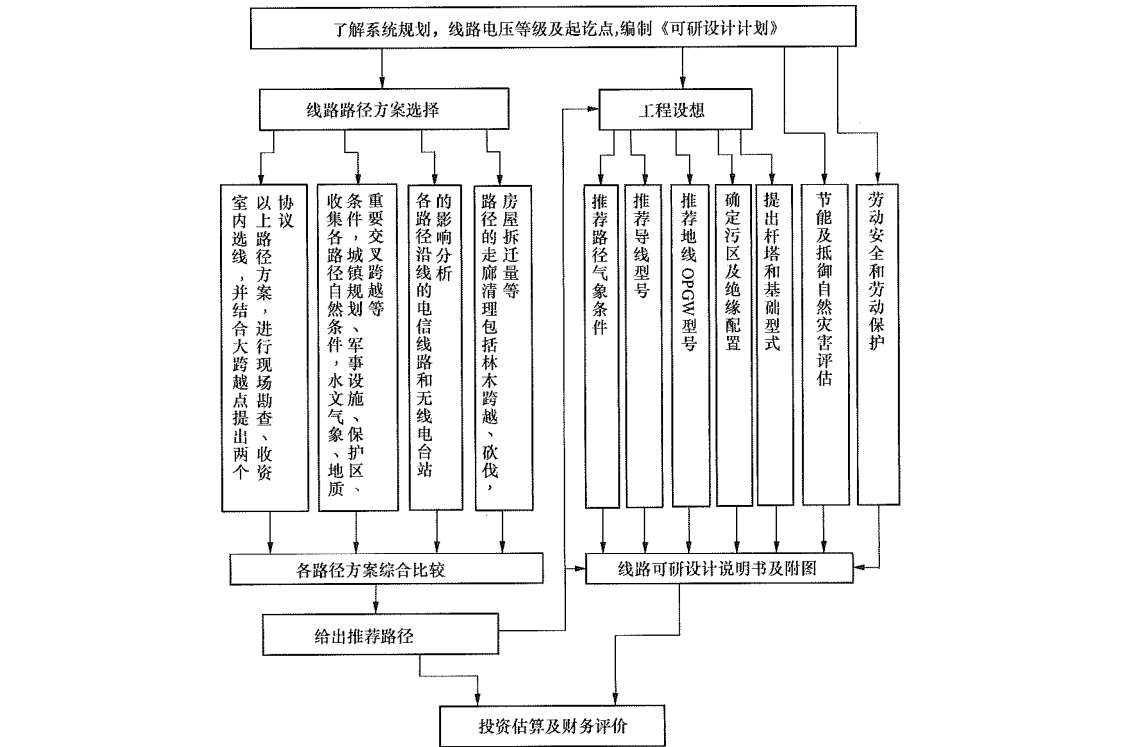 了解系统规划，线路电压等级及起讫点,编制《可研设计计划》
线路路径方案选择
工程设想
室内选线,并结合大跨越点提出两个
以上路径方案,进行现场勘查、收资
协议
收集各路径自然条件,水文气象、地质
条件,城镇规划、军事设施、保护区、
重要交叉跨越等
各路径沿线的电信线路和无线电台站
的影响分析
路径的走廊清理包括林木跨越、砍伐,
房屋拆迁量等
推荐路径气象条件
推荐导线型号
推荐地线OPGW型号
确定污区及绝缘配置
提出杆塔和基础型式
节能及抵御自然灾害评估
劳动安全和劳动保护
各路径方案综合比较
线路可研设计说明书及附图
给出推荐路径
投资估算及财务评价